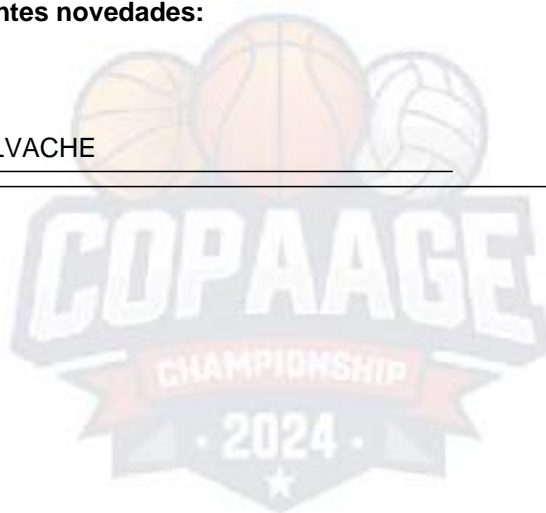 ntes novedades:
LVACHE
COPAAGE
CHAMPIONSHIP
· 2024 ·